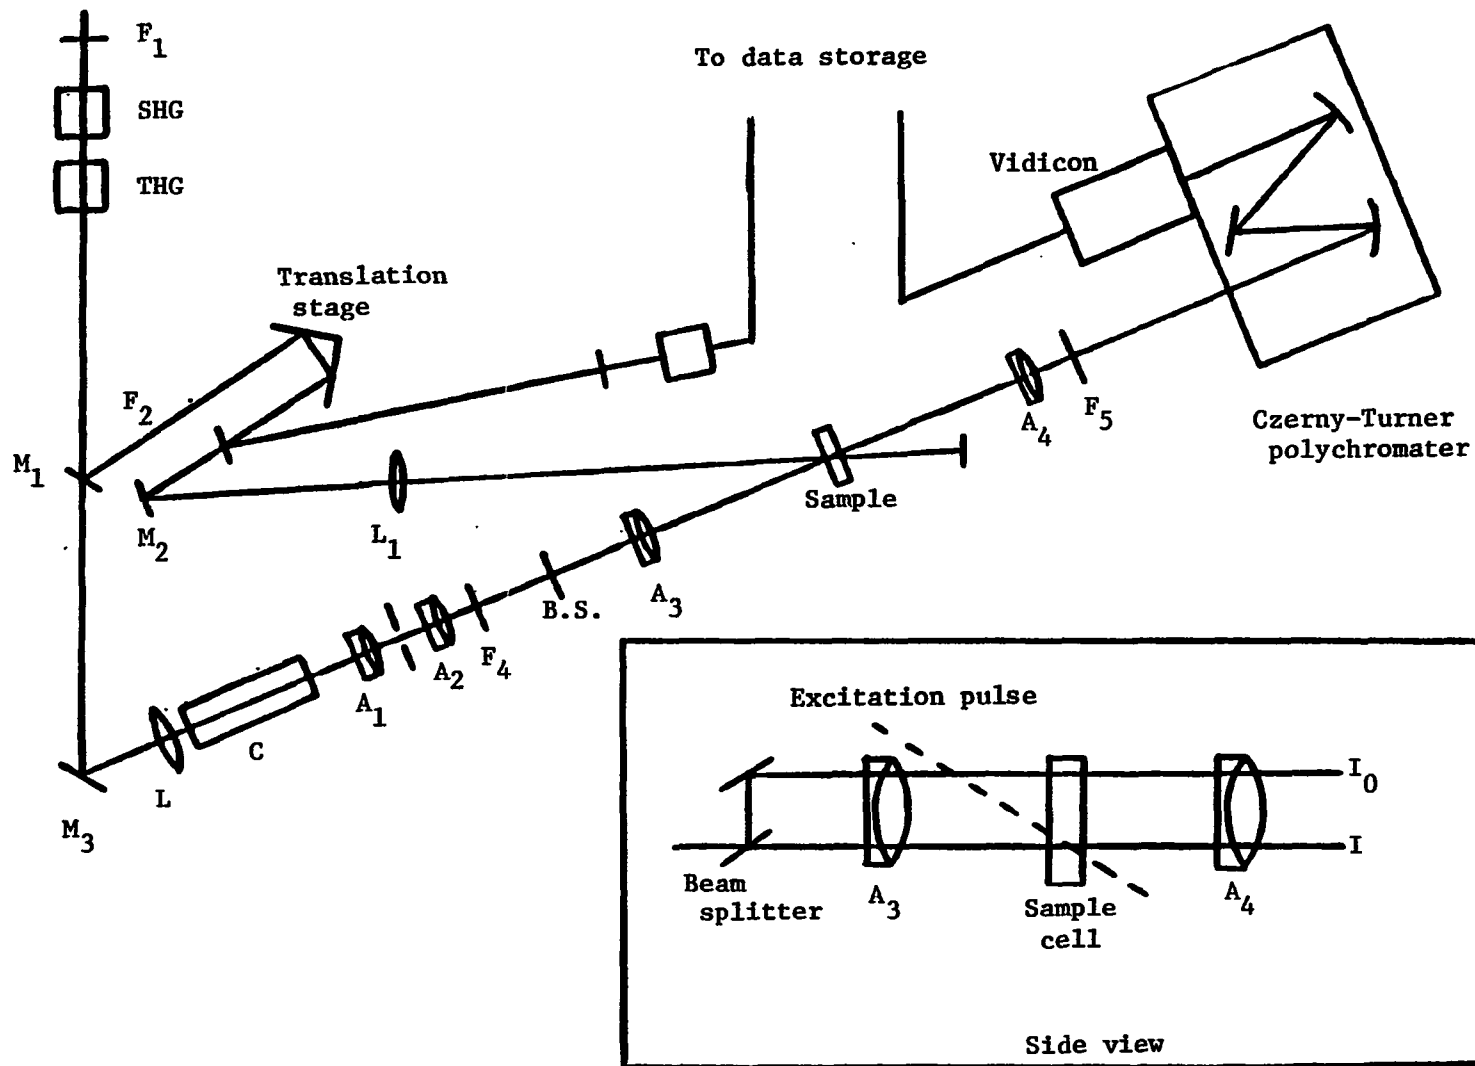 F1
To data storage
SHG
Vidicon
THG
Translation
stage
F2
A4
F5
Czerny-Turner
polychromater
M1
Sample
M2
L1
B.S.
A3
F4
A2
A1
C
L
M3
Excitation pulse
I0
I
Beam
splitter
A3
Sample
cell
A4
Side view